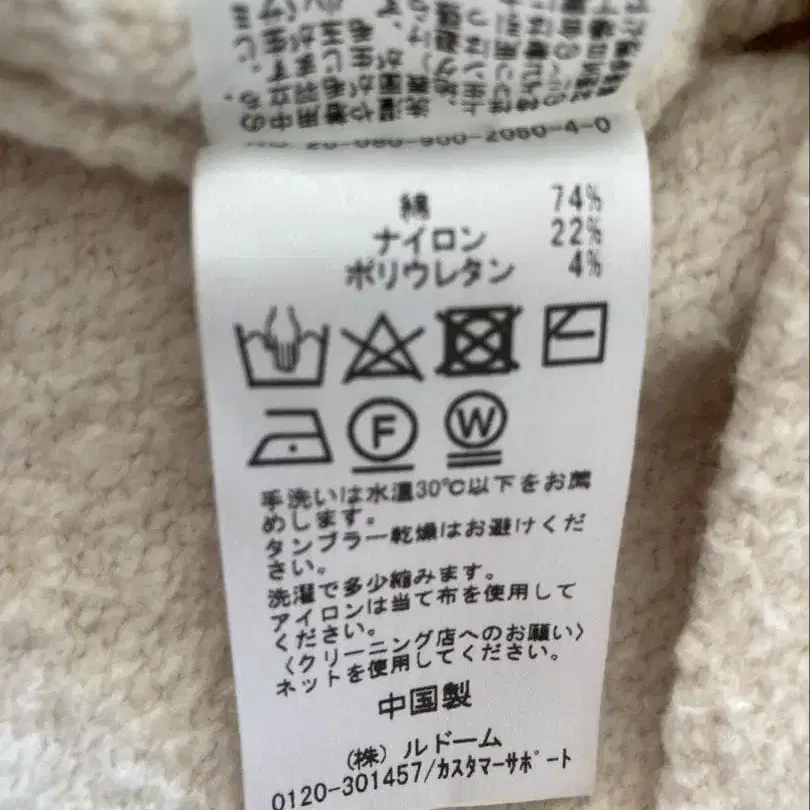 20-080-900-2060-4-0
綿 74%
ナイロン 22%
ポリウレタン 4%
F W
手洗いは水温30℃以下をお薦
めします。
タンブラー乾燥はお避けくだ
さい。
洗濯で多少縮みます。
アイロンは当て布を使用して
ください。
〈クリーニング店へのお願い〉
ネットを使用してください。
中国製
(株)ルドーム
0120-301457/カスタマーサポート